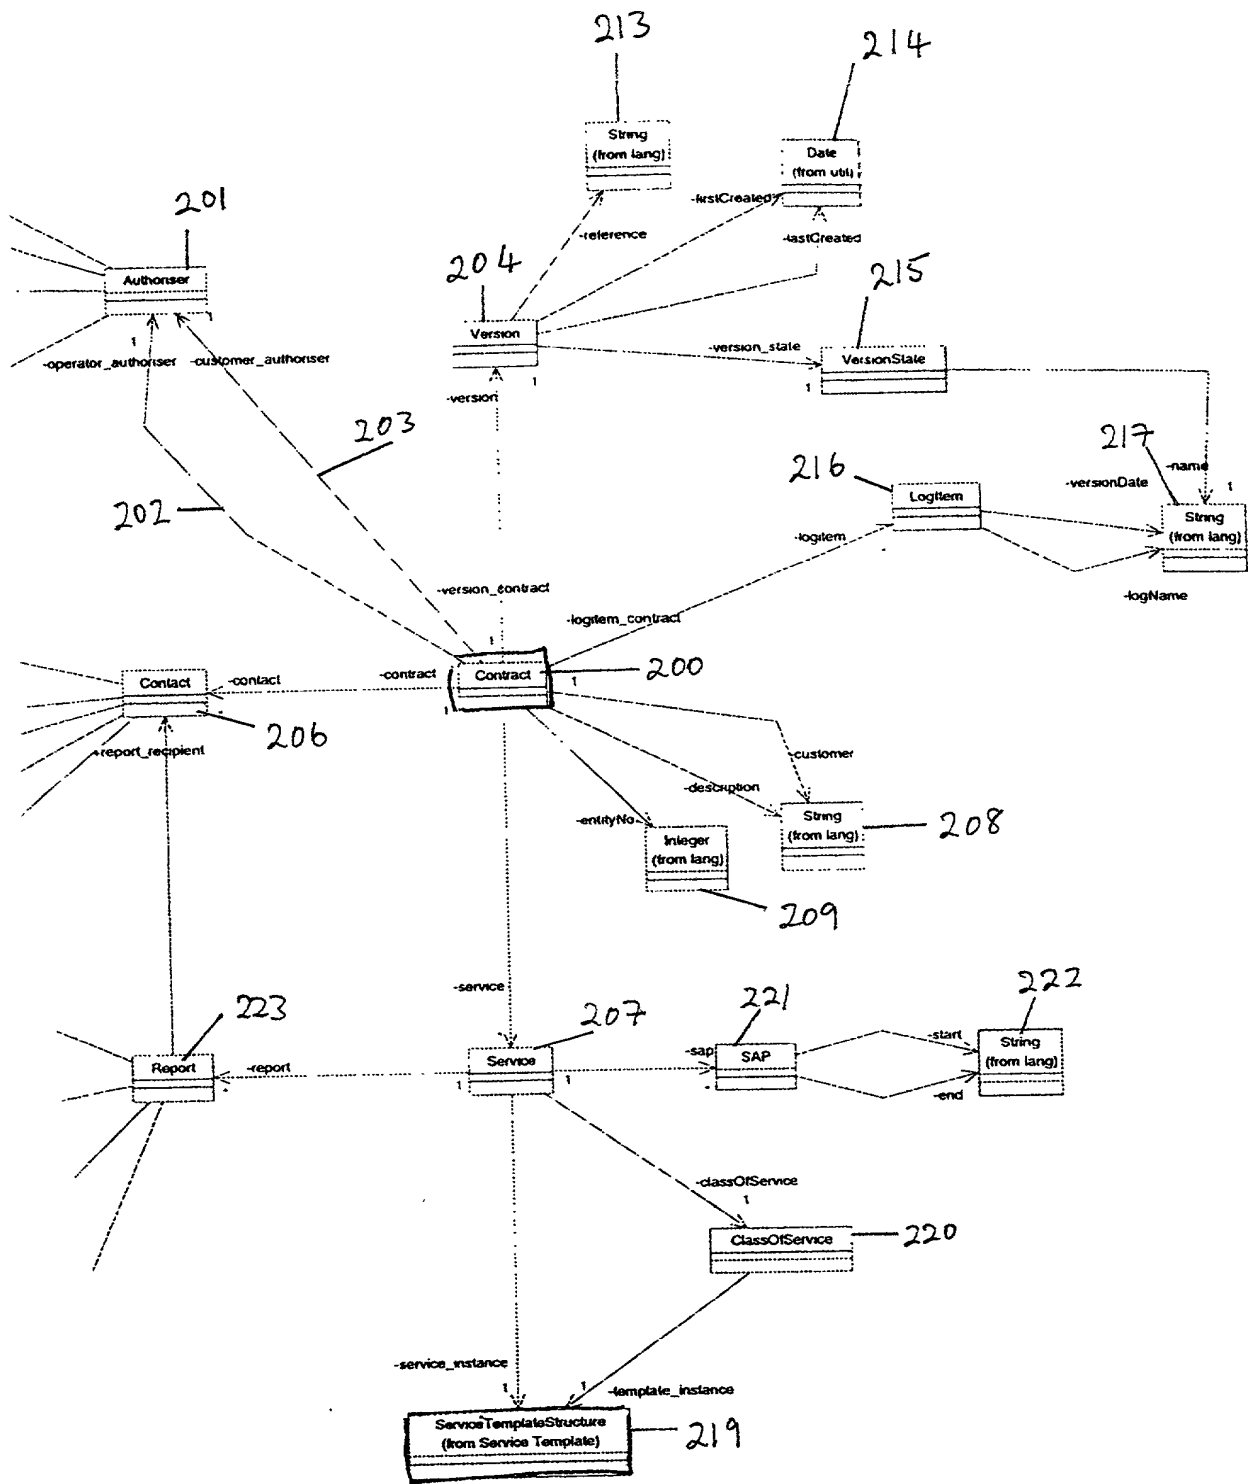 213
214
String
(from lang)
Date
(from util)
201
-firstCreated
-reference
-lastCreated
204
215
Authoriser
1
Version
-version_state
VersionState
1
1
1
-operator_authoriser
-customer_authoriser
-version
203
217
216
-name
1
-versionDate
LogItem
String
(from lang)
202
-logitem
-logName
-version_contract
-logitem_contract
1
Contact
-contact
-contract
Contract
200
1
1
206
-report_recipient
-customer
-description
-entityNo
String
(from lang)
208
Integer
(from lang)
209
-service
223
207
221
222
Report
-report
Service
-sap
SAP
-start
String
(from lang)
1
1
-end
-classOfService
1
ClassOfService
220
-service_instance
1
1
-template_instance
ServiceTemplateStructure
(from Service Template)
219